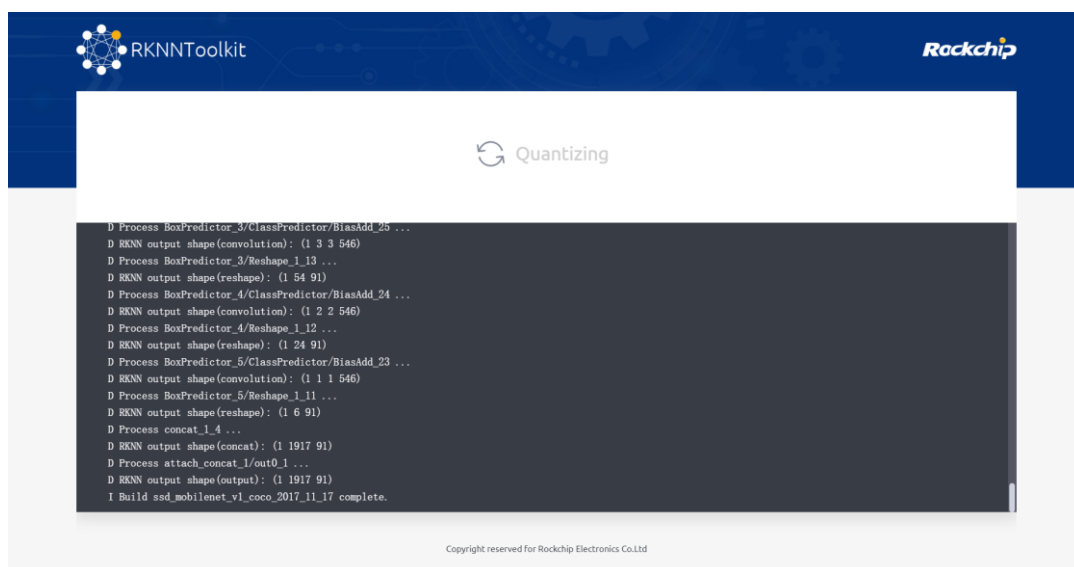 RKNNToolkit
Rockchip
Quantizing
D Process BoxPredictor_3/ClassPredictor/BiasAdd_25 ...
D RKNN output shape(convolution): (1 3 3 546)
D Process BoxPredictor_3/Reshape_1_13 ...
D RKNN output shape(reshape): (1 54 91)
D Process BoxPredictor_4/ClassPredictor/BiasAdd_24 ...
D RKNN output shape(convolution): (1 2 2 546)
D Process BoxPredictor_4/Reshape_1_12 ...
D RKNN output shape(reshape): (1 24 91)
D Process BoxPredictor_5/ClassPredictor/BiasAdd_23 ...
D RKNN output shape(convolution): (1 1 1 546)
D Process BoxPredictor_5/Reshape_1_11 ...
D RKNN output shape(reshape): (1 6 91)
D Process concat_1_4 ...
D RKNN output shape(concat): (1 1917 91)
D Process attach_concat_1/out0_1 ...
D RKNN output shape(output): (1 1917 91)
I Build ssd_mobilenet_v1_coco_2017_11_17 complete.
Copyright reserved for Rockchip Electronics Co.Ltd